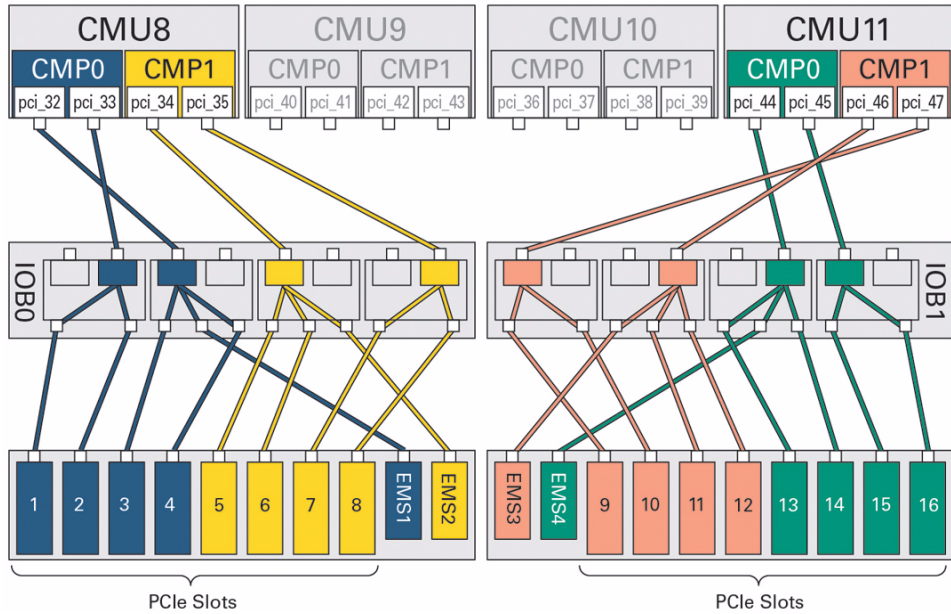 CMU8 CMU9 CMU10 CMU11
CMP0 CMP1 CMP0 CMP1 CMP0 CMP1 CMP0 CMP1
pci_32 pci_33 pci_34 pci_35 pci_40 pci_41 pci_42 pci_43 pci_36 pci_37 pci_38 pci_39 pci_44 pci_45 pci_46 pci_47
IOB0 IOB1
1 2 3 4 5 6 7 8 EMS1 EMS2 EMS3 EMS4 9 10 11 12 13 14 15 16
PCIe Slots PCIe Slots